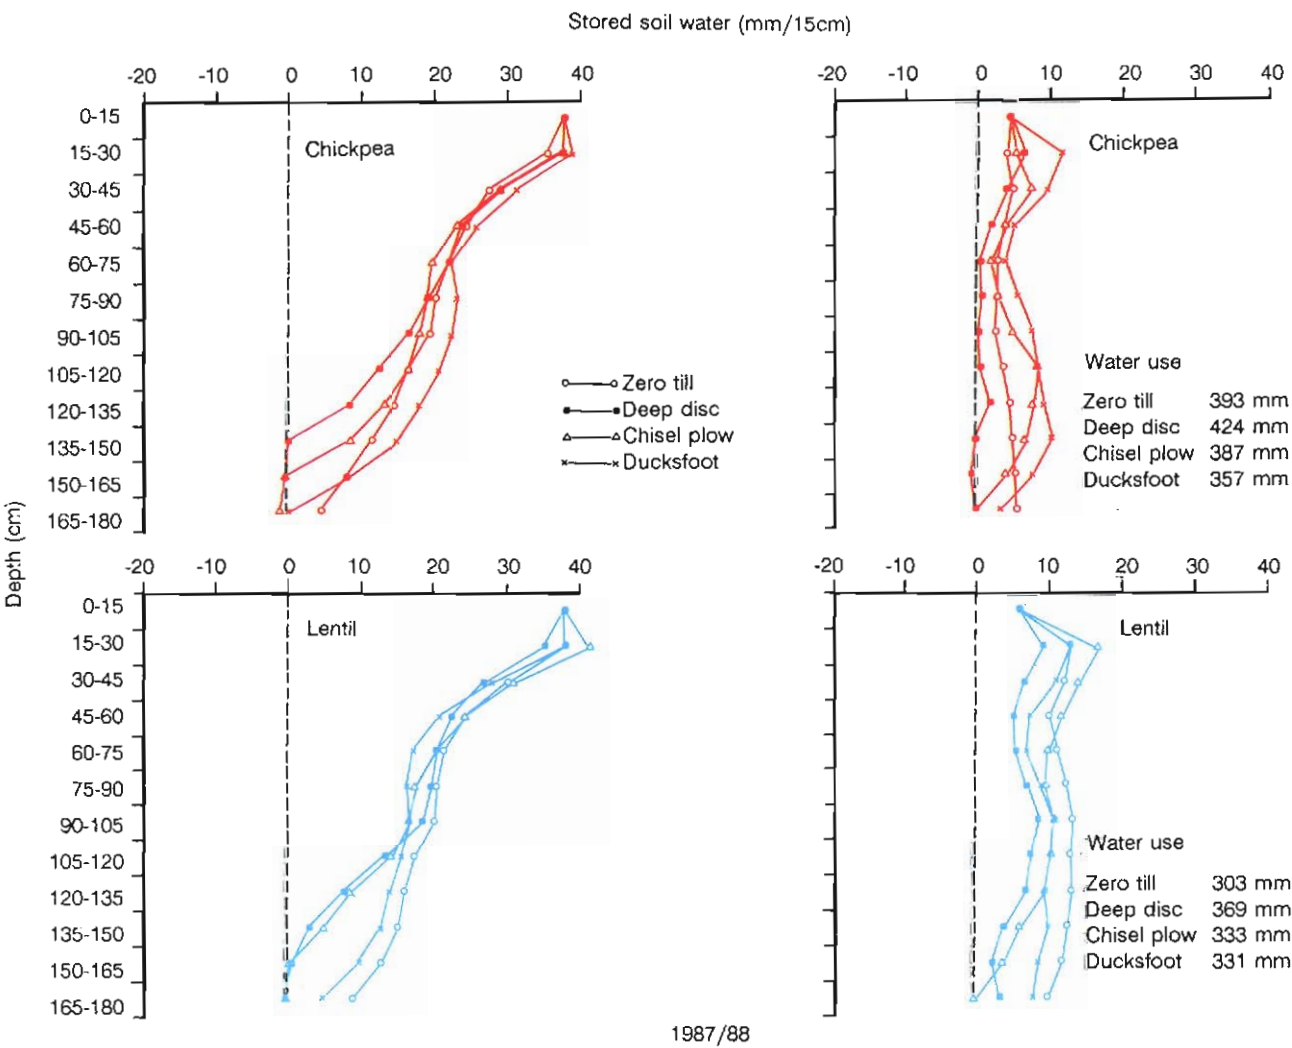 Stored soil water (mm/15cm)
-20 -10 0 10 20 30 40
-20 -10 0 10 20 30 40
0-15
15-30
30-45
45-60
60-75
75-90
90-105
105-120
120-135
135-150
150-165
165-180
Chickpea
Zero till
Deep disc
Chisel plow
Ducksfoot
Chickpea
Water use
Zero till 393 mm
Deep disc 424 mm
Chisel plow 387 mm
Ducksfoot 357 mm
Depth (cm)
-20 -10 0 10 20 30 40
-20 -10 0 10 20 30 40
0-15
15-30
30-45
45-60
60-75
75-90
90-105
105-120
120-135
135-150
150-165
165-180
Lentil
Lentil
Water use
Zero till 303 mm
Deep disc 369 mm
Chisel plow 333 mm
Ducksfoot 331 mm
1987/88